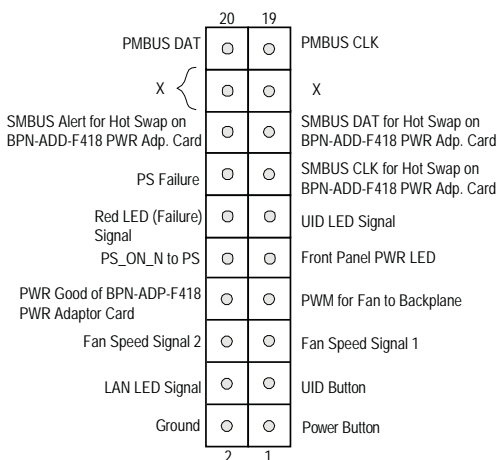 20 19
PMBUS DAT
PMBUS CLK
X
X
SMBUS Alert for Hot Swap on
BPN-ADD-F418 PWR Adp. Card
SMBUS DAT for Hot Swap on
BPN-ADD-F418 PWR Adp. Card
PS Failure
SMBUS CLK for Hot Swap on
BPN-ADD-F418 PWR Adp. Card
Red LED (Failure)
Signal
UID LED Signal
PS_ON_N to PS
Front Panel PWR LED
PWR Good of BPN-ADP-F418
PWR Adaptor Card
PWM for Fan to Backplane
Fan Speed Signal 2
Fan Speed Signal 1
LAN LED Signal
UID Button
Ground
Power Button
2 1